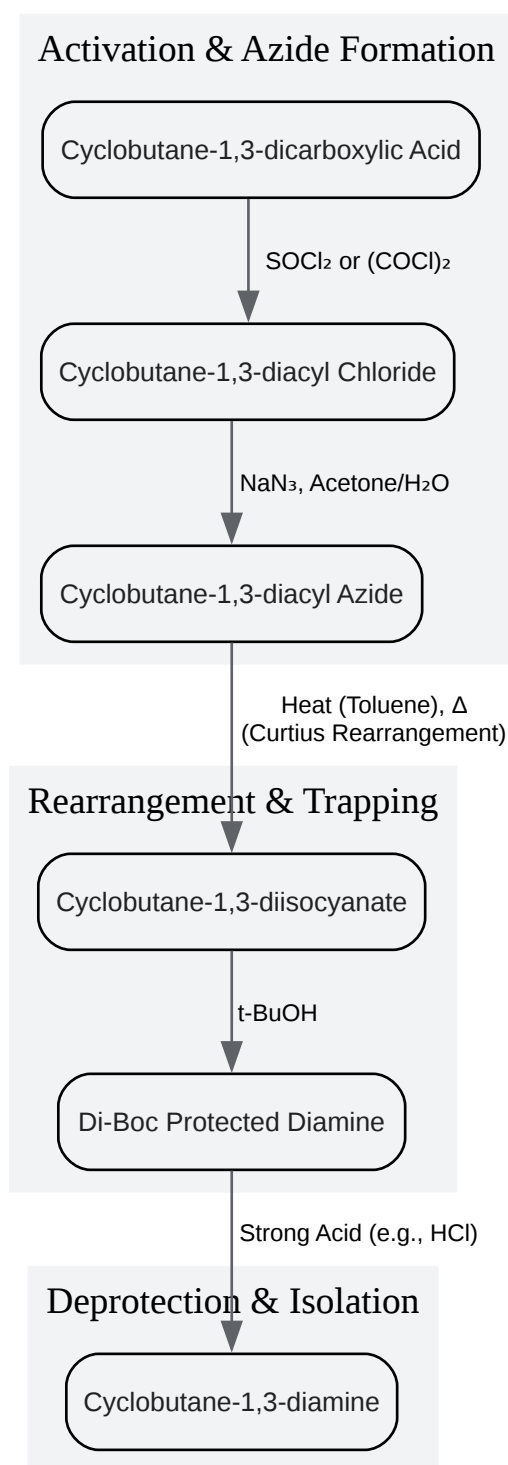 Activation & Azide Formation
Cyclobutane-1,3-dicarboxylic Acid
SOCl₂ or (COCl)₂
Cyclobutane-1,3-diacyl Chloride
NaN₃, Acetone/H₂O
Cyclobutane-1,3-diacyl Azide
Heat (Toluene), Δ
(Curtius Rearrangement)
Rearrangement & Trapping
Cyclobutane-1,3-diisocyanate
t-BuOH
Di-Boc Protected Diamine
Strong Acid (e.g., HCl)
Deprotection & Isolation
Cyclobutane-1,3-diamine